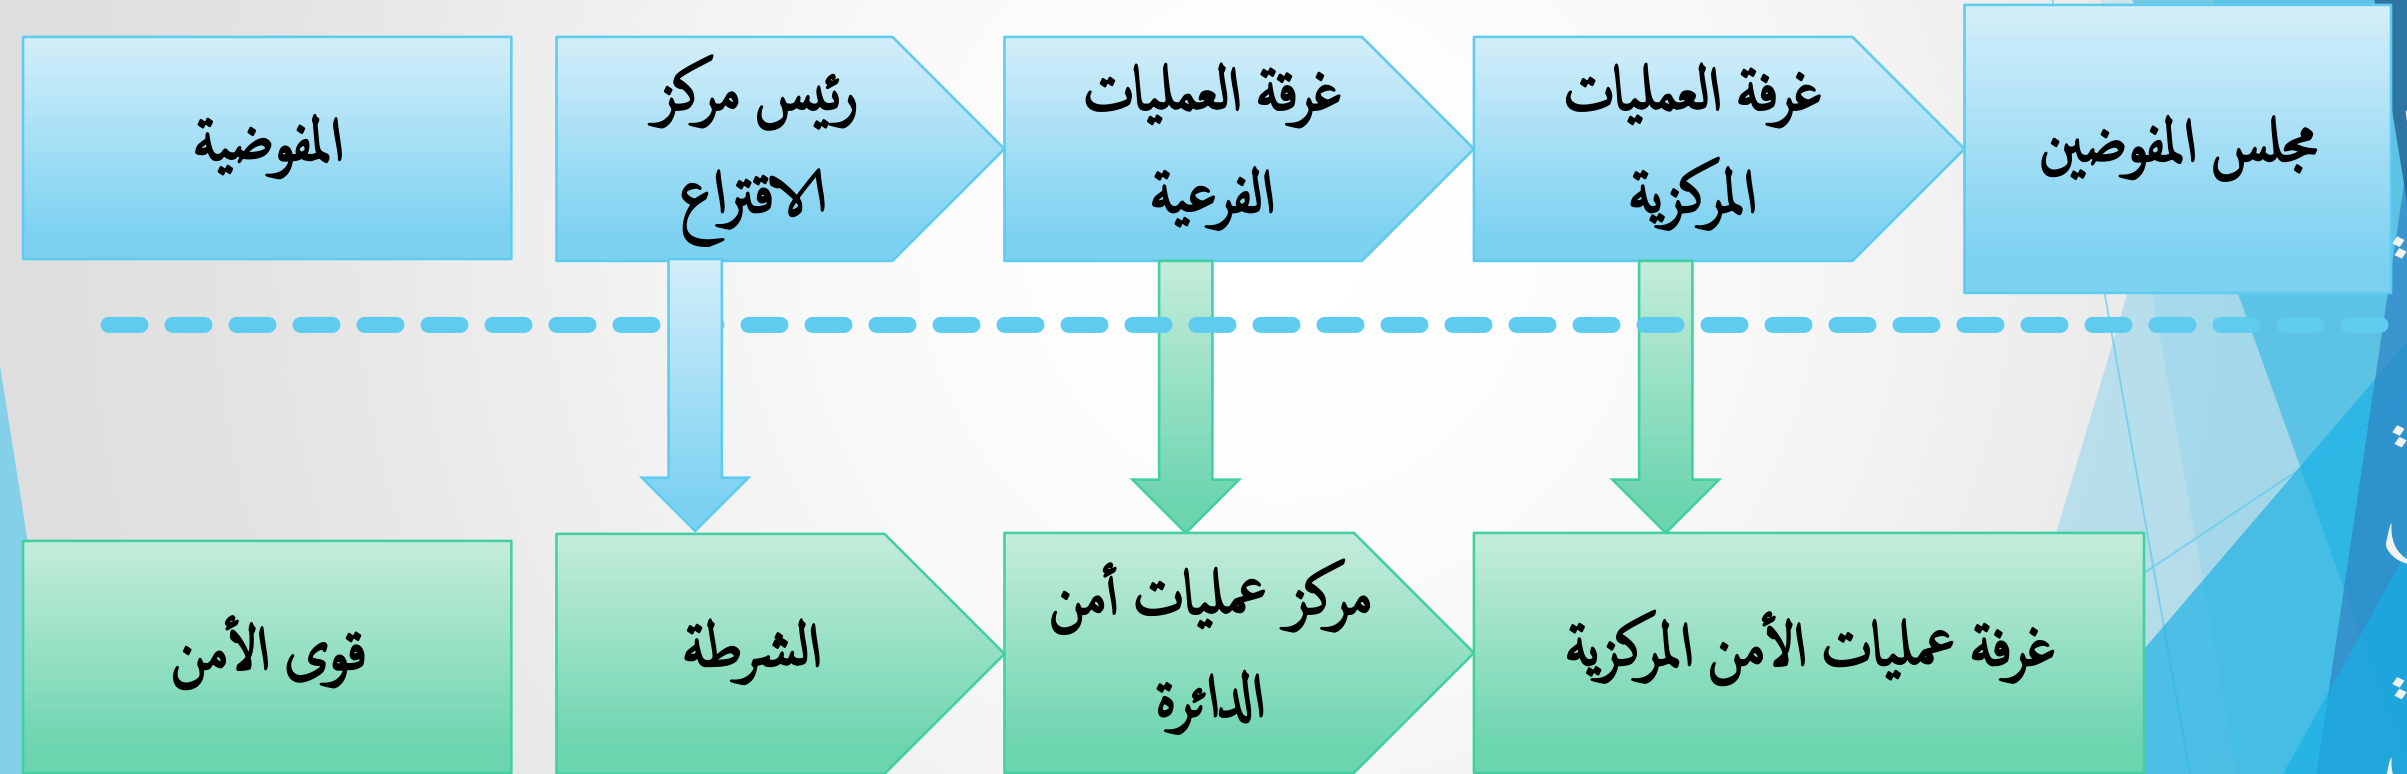 المفوضية
رئيس مركز
الاقتراع
غرقة العمليات
الفرعية
غرفة العمليات
المركزية
مجلس المفوضين
قوى الأمن
الشرطة
مركز عمليات أمن
الدائرة
غرفة عمليات الأمن المركزية